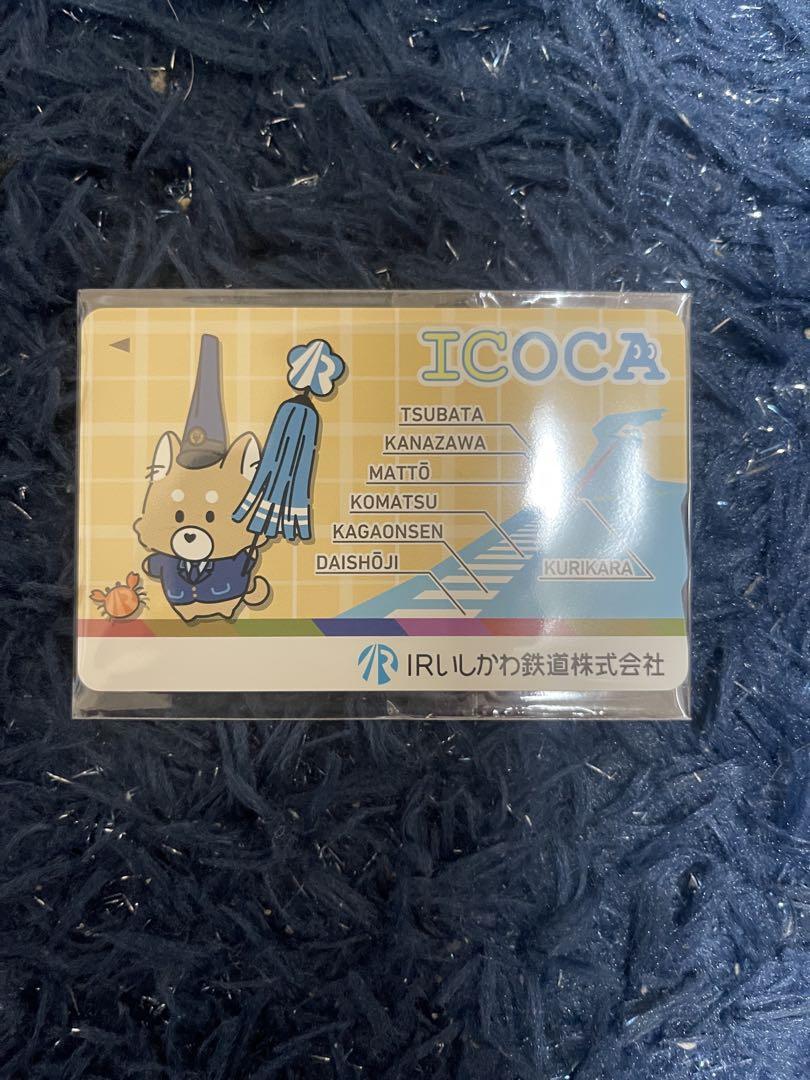 ICOCA
TSUBATA
KANAZAWA
MATTŌ
KOMATSU
KAGAONSEN
DAISHŌJI
KURIKARA
IR
IRいしかわ鉄道株式会社